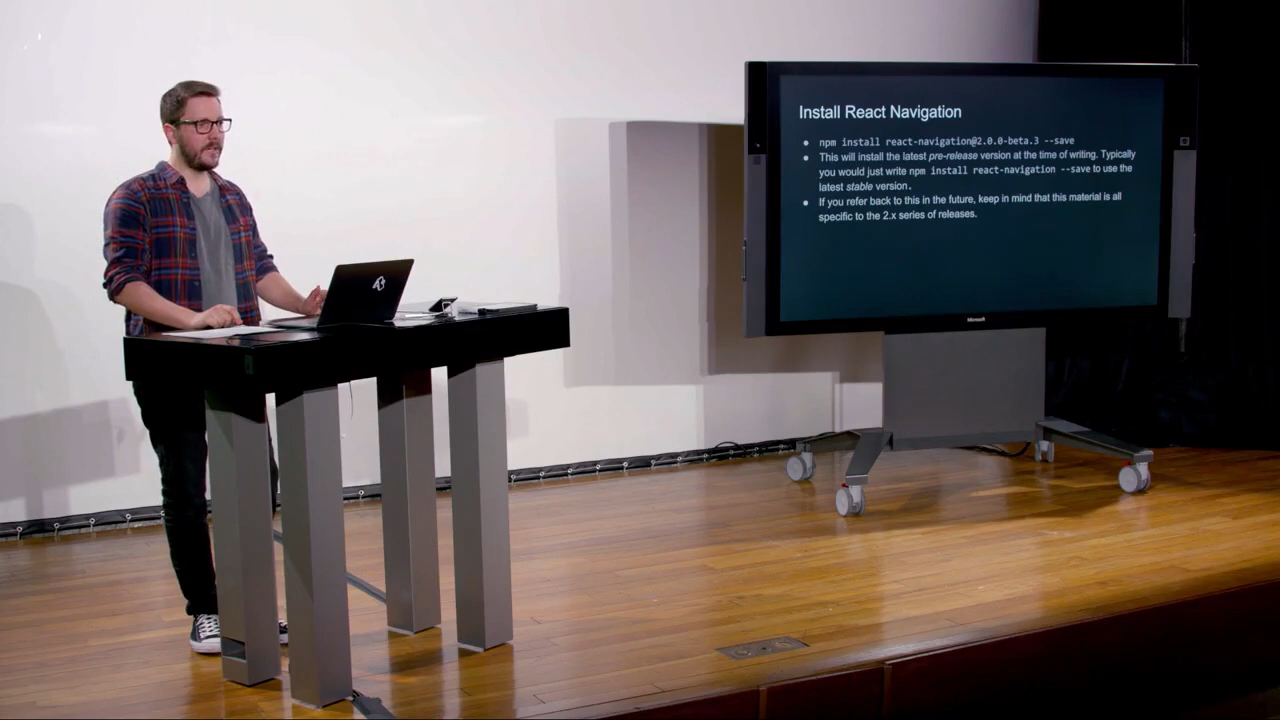 Install React Navigation
● npm install react-navigation@2.0.0-beta.3 --save
● This will install the latest pre-release version at the time of writing. Typically
you would just write npm install react-navigation --save to use the
latest stable version.
● If you refer back to this in the future, keep in mind that this material is all
specific to the 2.x series of releases.
Microsoft